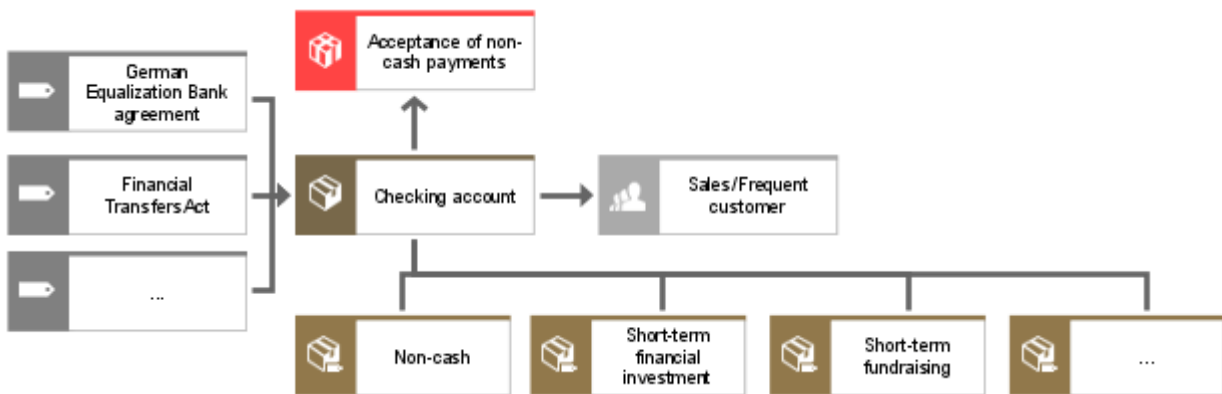 Acceptance of non-
cash payments
German
Equalization Bank
agreement
Financial
Transfers Act
Checking account
Sales/Frequent
customer
...
Non-cash
Short-term
financial
investment
Short-term
fundraising
...